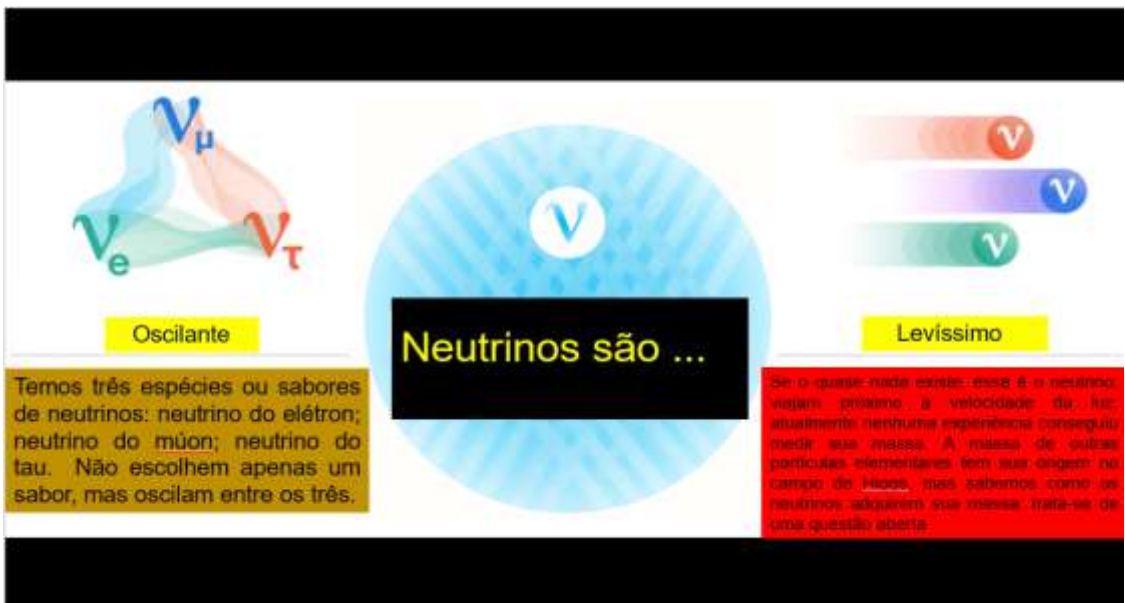 νμ
νe
ντ
Oscilante
Temos três espécies ou sabores
de neutrinos: neutrino do elétron;
neutrino do múon; neutrino do
tau. Não escolhem apenas um
sabor, mas oscilam entre os três.
ν
Neutrinos são ...
ν
ν
ν
Levíssimo
Se o quase nada existe, esse é o neutrino;
viajam próximo a velocidade da luz;
atualmente nenhuma experiência conseguiu
medir sua massa. A massa de outras
partículas elementares tem sua origem no
campo de Higgs, mas sabemos como os
neutrinos adquirem sua massa, trata-se de
uma questão aberta